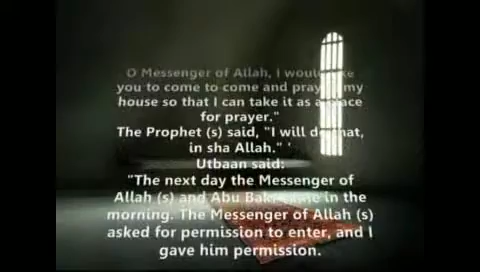 O Messenger of Allah, I would like
you to come to come and pray in my
house so that I can take it as a place
for prayer."
The Prophet (s) said, "I will do that,
in sha Allah." '
Utbaan said:
"The next day the Messenger of
Allah (s) and Abu Bakr came in the
morning. The Messenger of Allah (s)
asked for permission to enter, and I
gave him permission.